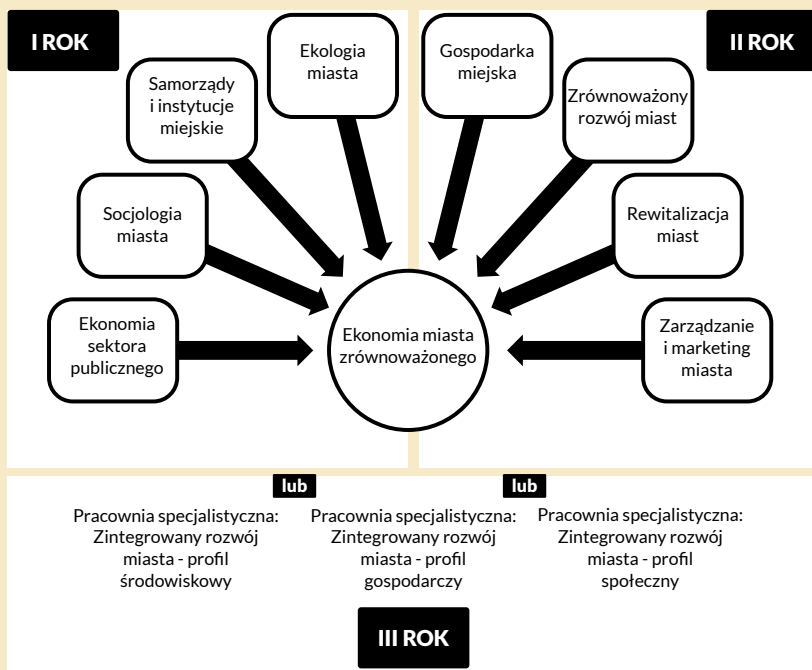 I ROK
Ekologia
miasta
Samorządy
i instytucje
miejskie
Socjologia
miasta
Ekonomia
sektora
publicznego
II ROK
Gospodarka
miejska
Zrównoważony
rozwój miast
Rewitalizacja
miast
Zarządzanie
i marketing
miasta
Ekonomia miasta
zrównoważonego
lub
lub
Pracownia specjalistyczna:
Zintegrowany rozwój
miasta - profil
środowiskowy
Pracownia specjalistyczna:
Zintegrowany rozwój
miasta - profil
gospodarczy
Pracownia specjalistyczna:
Zintegrowany rozwój
miasta - profil
społeczny
III ROK